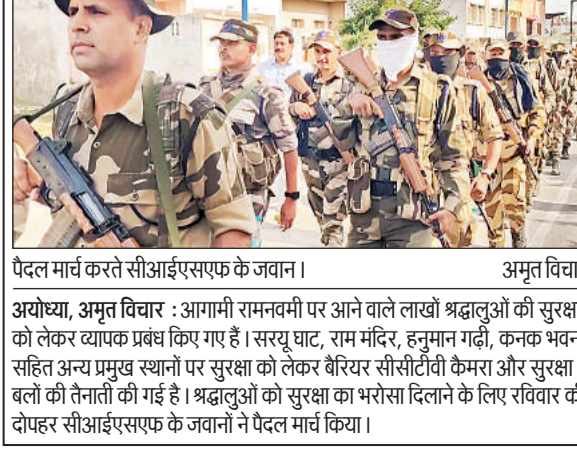 पैदल मार्च करते सीआईएसएफ के जवान। अमृत
अयोध्या, अमृत विचार : आगामी रामनवमी पर आने वाले लाखों श्रद्धालुओं की
को लेकर व्यापक प्रबंध किए गए हैं। सरयू घाट, राम मंदिर, हनुमान गढ़ी, कनक
सहित अन्य प्रमुख स्थानों पर सुरक्षा को लेकर बैरियर सीसीटीवी कैमरा और सुरक्षा
बलों की तैनाती की गई है। श्रद्धालुओं को सुरक्षा का भरोसा दिलाने के लिए रविवार
दोपहर सीआईएसएफ के जवानों ने पैदल मार्च किया।